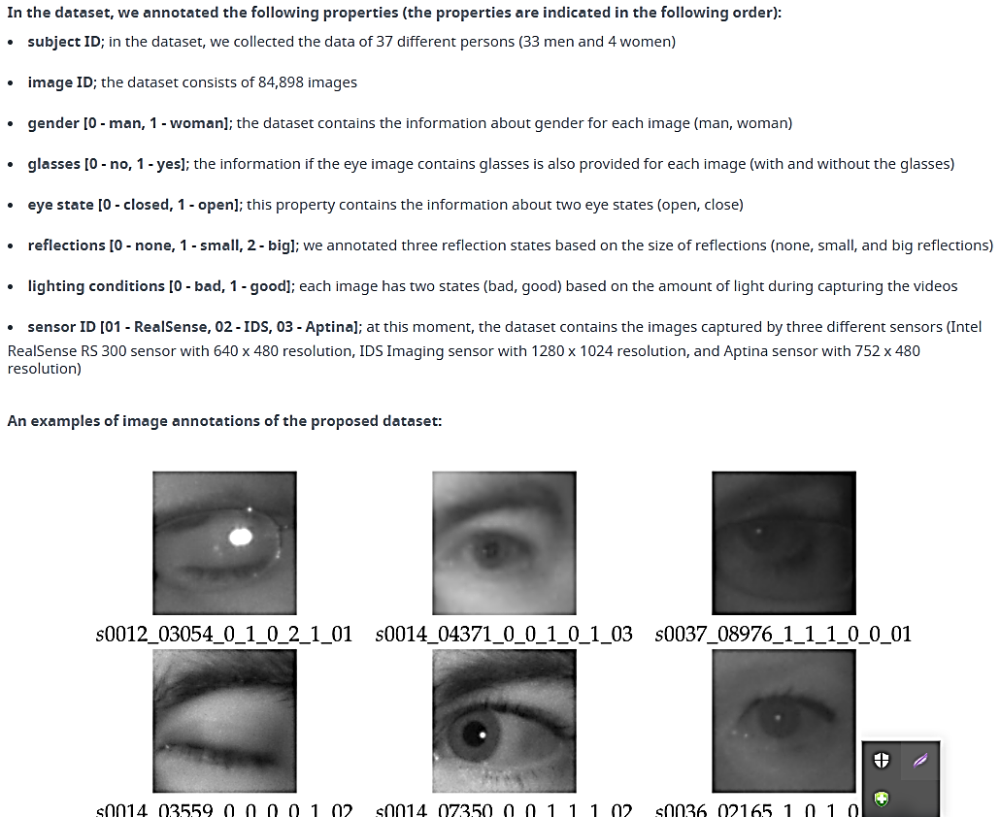 In the dataset, we annotated the following properties (the properties are indicated in the following order):
• subject ID; in the dataset, we collected the data of 37 different persons (33 men and 4 women)
• image ID; the dataset consists of 84,898 images
• gender [0 - man, 1 - woman]; the dataset contains the information about gender for each image (man, woman)
• glasses [0 - no, 1 - yes]; the information if the eye image contains glasses is also provided for each image (with and without the glasses)
• eye state [0 - closed, 1 - open]; this property contains the information about two eye states (open, close)
• reflections [0 - none, 1 - small, 2 - big]; we annotated three reflection states based on the size of reflections (none, small, and big reflections)
• lighting conditions [0 - bad, 1 - good]; each image has two states (bad, good) based on the amount of light during capturing the videos
• sensor ID [01 - RealSense, 02 - IDS, 03 - Aptina]; at this moment, the dataset contains the images captured by three different sensors (Intel
RealSense RS 300 sensor with 640 x 480 resolution, IDS Imaging sensor with 1280 x 1024 resolution, and Aptina sensor with 752 x 480
resolution)
An examples of image annotations of the proposed dataset:
s0012_03054_0_1_0_2_1_01 s0014_04371_0_0_1_0_1_03 s0037_08976_1_1_1_0_0_01
s0014_03559_0_0_0_0_1_02 s0014_07350_0_0_1_1_1_02 s0036_02165_1_0_1_0